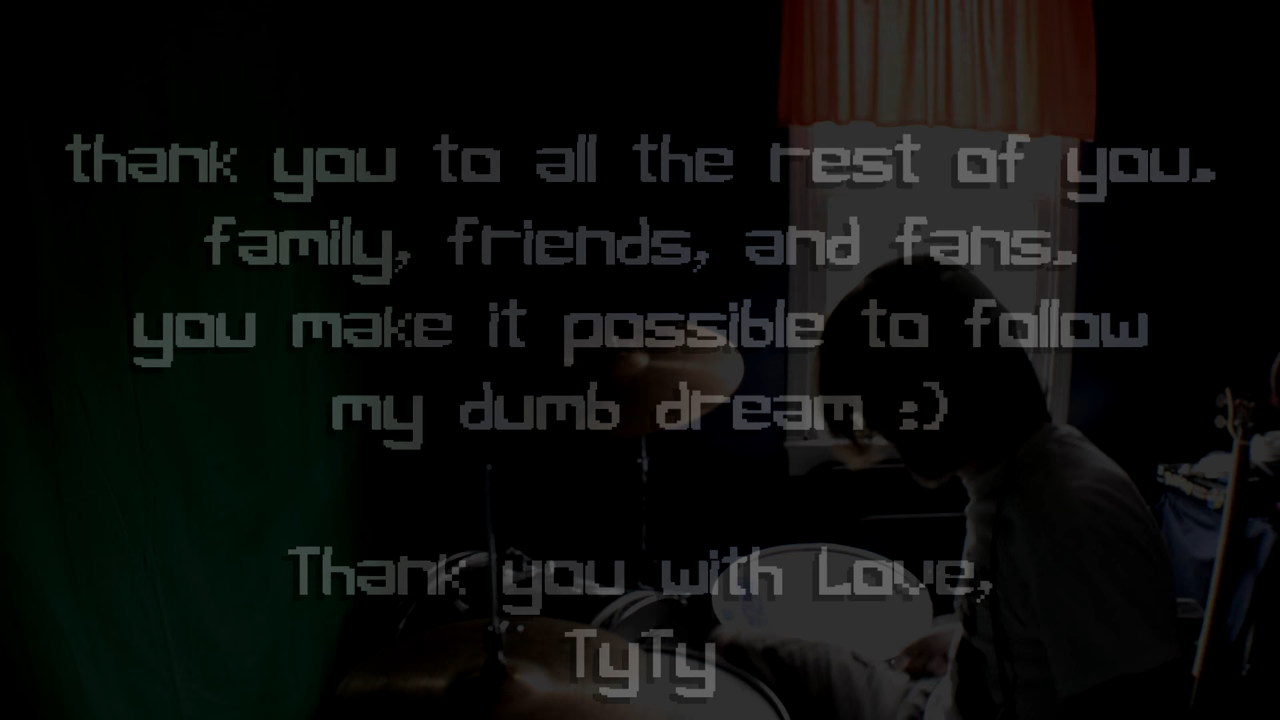 thank you to all the rest of you.
family, friends, and fans.
you make it possible to follow
my dumb dream :)
Thank you with Love,
TyTy